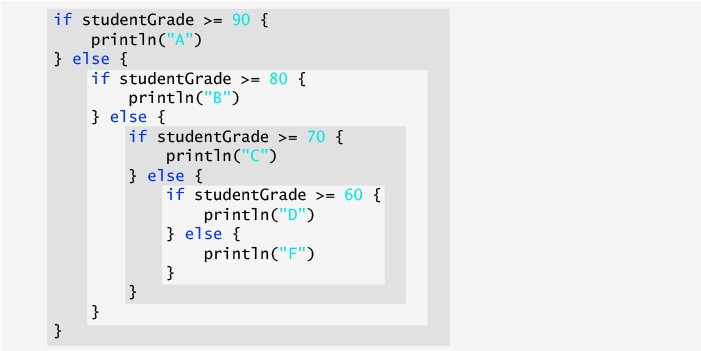 if studentGrade >= 90 {
    println("A")
} else {
    if studentGrade >= 80 {
        println("B")
    } else {
        if studentGrade >= 70 {
            println("C")
        } else {
            if studentGrade >= 60 {
                println("D")
            } else {
                println("F")
            }
        }
    }
}